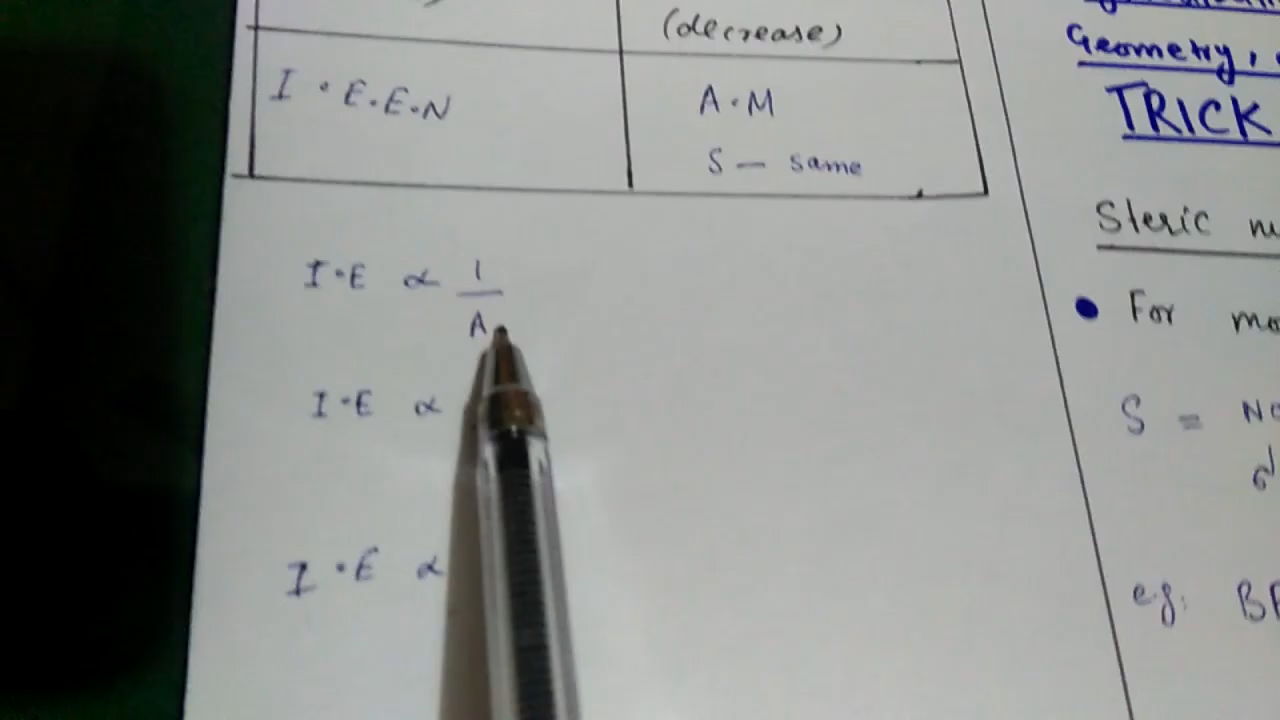 (decrease)
I · E · E · N
A · M
S — same
I · E ∝ 1/A
I · E ∝
I · E ∝
Geometry,
TRICK
Steric
• For
S =
eg: